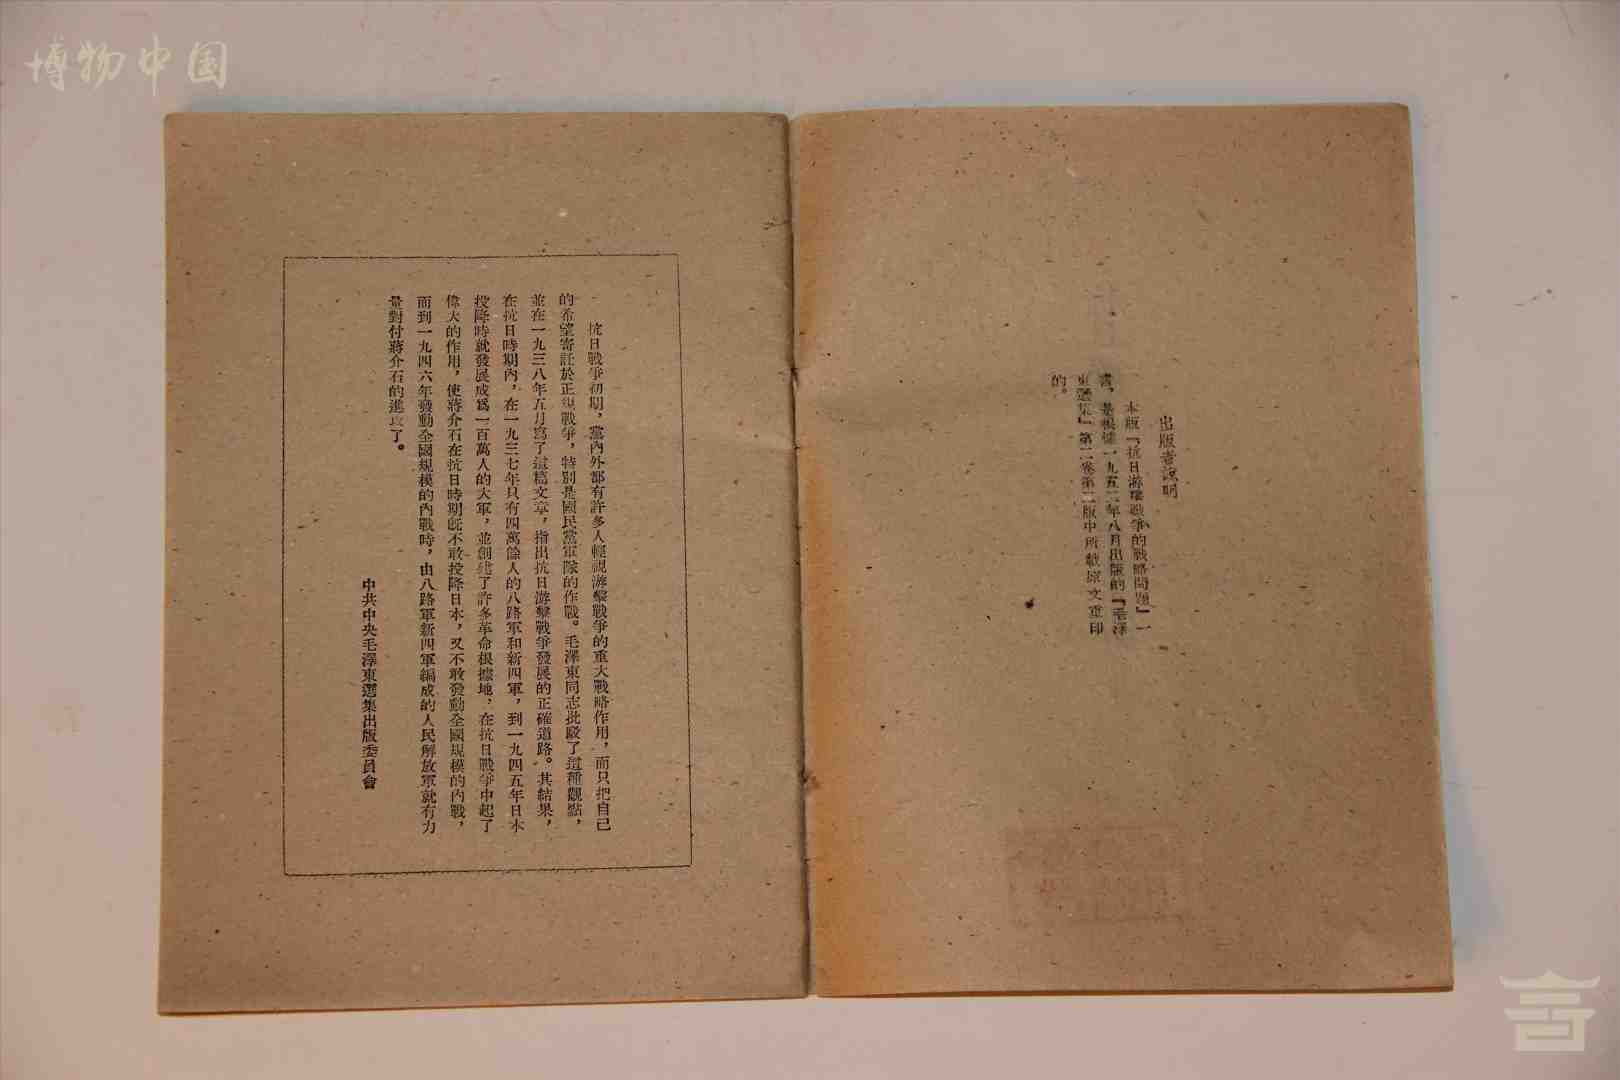 博物中国
出版者說明
本版『抗日游擊戰爭的戰略問題』一
書，是根據一九五二年八月出版的『毛澤
東選集』第二卷第二版中所載原文重印
的。
抗日戰爭初期，黨內外都有許多人輕視游擊戰爭的重大戰略作用，而只把自己
的希望寄託於正規戰爭，特別是國民黨軍隊的作戰。毛澤東同志批駁了這種觀點，
並在一九三八年五月寫了這篇文章，指出抗日游擊戰爭發展的正確道路。其結果，
在抗日時期內，在一九三七年只有四萬餘人的八路軍和新四軍，到一九四五年日本
投降時就發展成爲一百萬人的大軍，並創建了許多革命根據地，在抗日戰爭中起了
偉大的作用，使蔣介石在抗日時期既不敢投降日本，又不敢發動全國規模的內戰，
而到一九四六年發動全國規模的內戰時，由八路軍新四軍編成的人民解放軍就有力
量對付蔣介石的進攻了。
中共中央毛澤東選集出版委員會